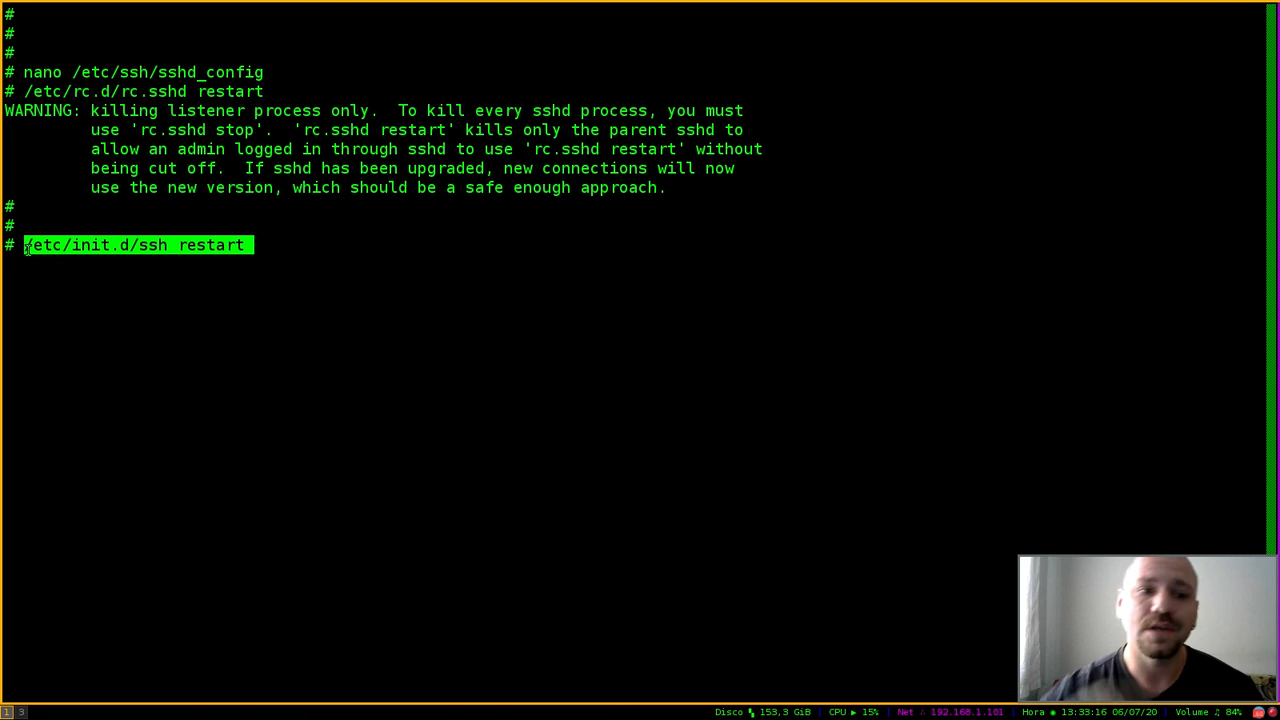 #
#
#
# nano /etc/ssh/sshd_config
# /etc/rc.d/rc.sshd restart
WARNING: killing listener process only.  To kill every sshd process, you must
use 'rc.sshd stop'.  'rc.sshd restart' kills only the parent sshd to
allow an admin logged in through sshd to use 'rc.sshd restart' without
being cut off.  If sshd has been upgraded, new connections will now
use the new version, which should be a safe enough approach.
#
#
# /etc/init.d/ssh restart
1 3 Disco 153,3 GiB | CPU ▶ 15% | Net 192.168.1.101 | Hora ◉ 13:33:16 06/07/20 | Volume ♫ 84%